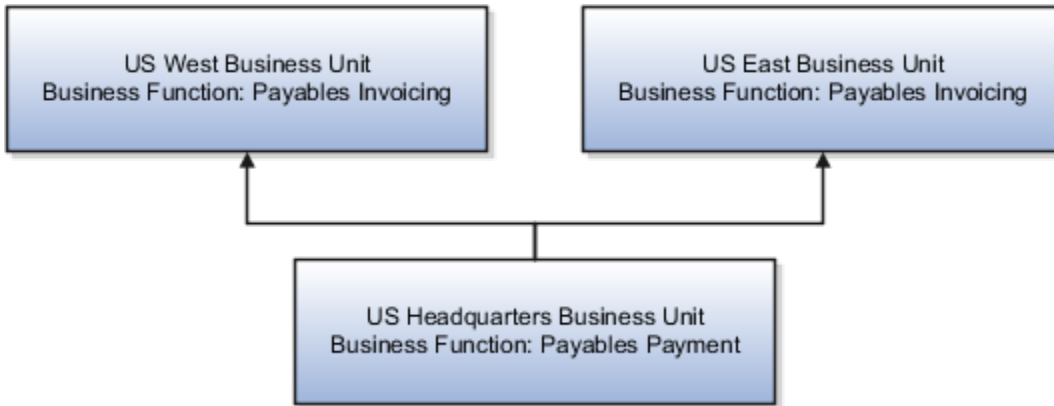 US West Business Unit
Business Function: Payables Invoicing
US East Business Unit
Business Function: Payables Invoicing
US Headquarters Business Unit
Business Function: Payables Payment